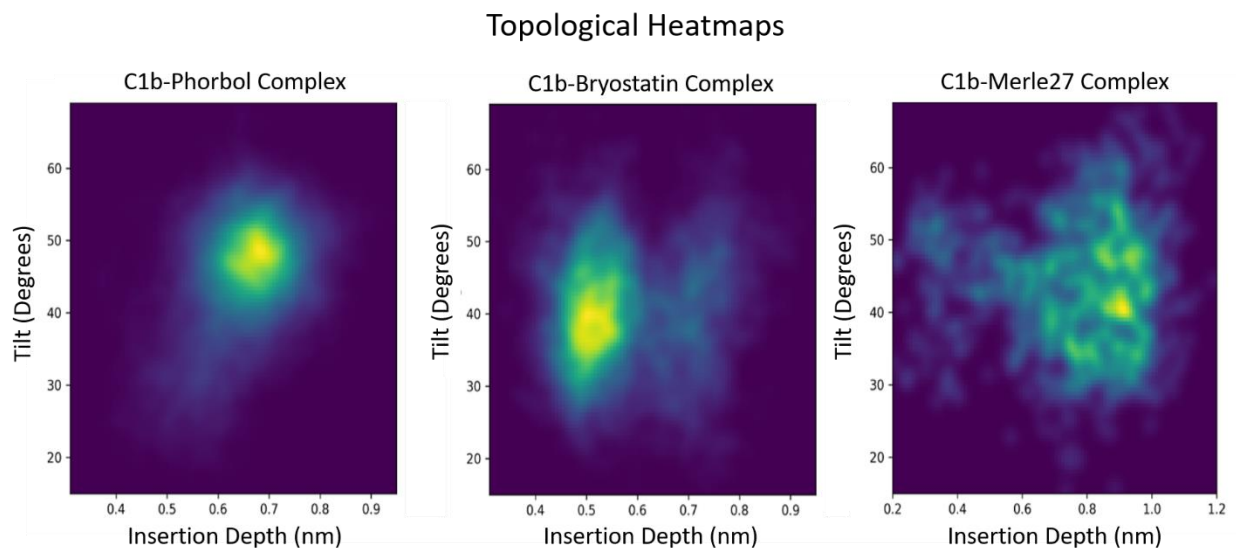 Topological Heatmaps
C1b-Phorbol Complex
60
50
40
30
20
0.4 0.5 0.6 0.7 0.8 0.9
Tilt (Degrees)
Insertion Depth (nm)
C1b-Bryostatin Complex
60
50
40
30
20
0.4 0.5 0.6 0.7 0.8 0.9
Tilt (Degrees)
Insertion Depth (nm)
C1b-Merle27 Complex
60
50
40
30
20
0.2 0.4 0.6 0.8 1.0 1.2
Tilt (Degrees)
Insertion Depth (nm)